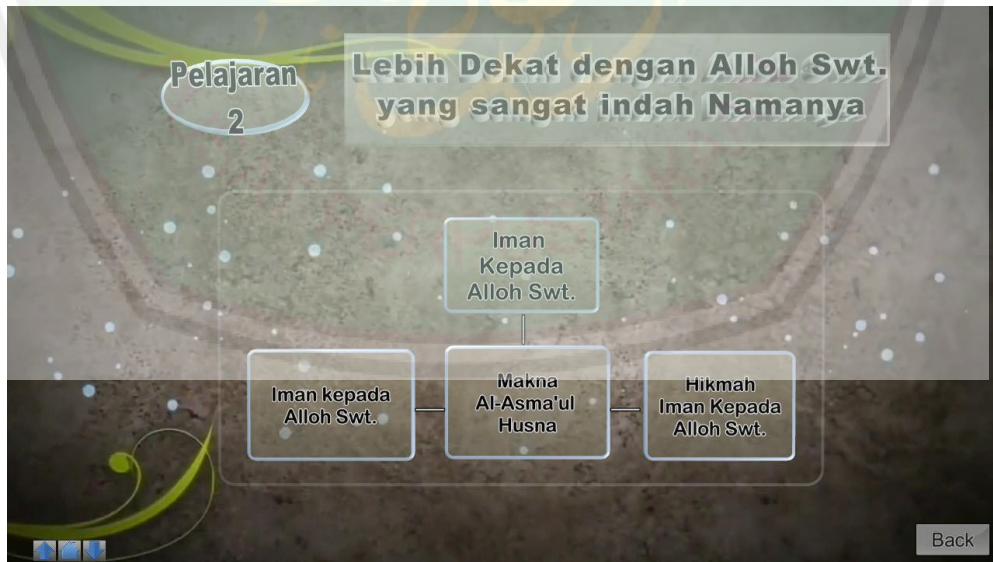 Pelajaran
2
Lebih Dekat dengan Alloh Swt.
yang sangat indah Namanya
Iman
Kepada
Alloh Swt.
Iman kepada
Alloh Swt.
Makna
Al-Asma'ul
Husna
Hikmah
Iman Kepada
Alloh Swt.
Back